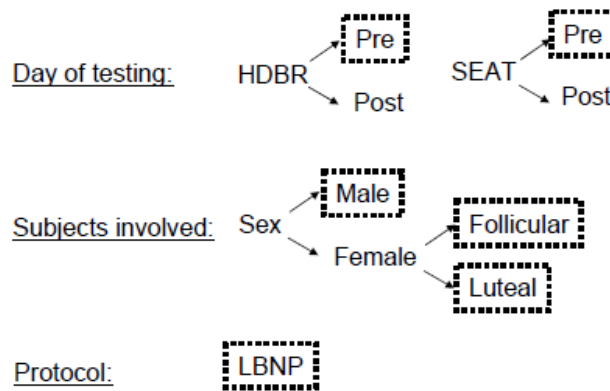 Pre
Pre
Day of testing:
HDBR
SEAT
Post
Post
Male
Subjects involved:
Sex
Follicular
Female
Luteal
LBNP
Protocol: